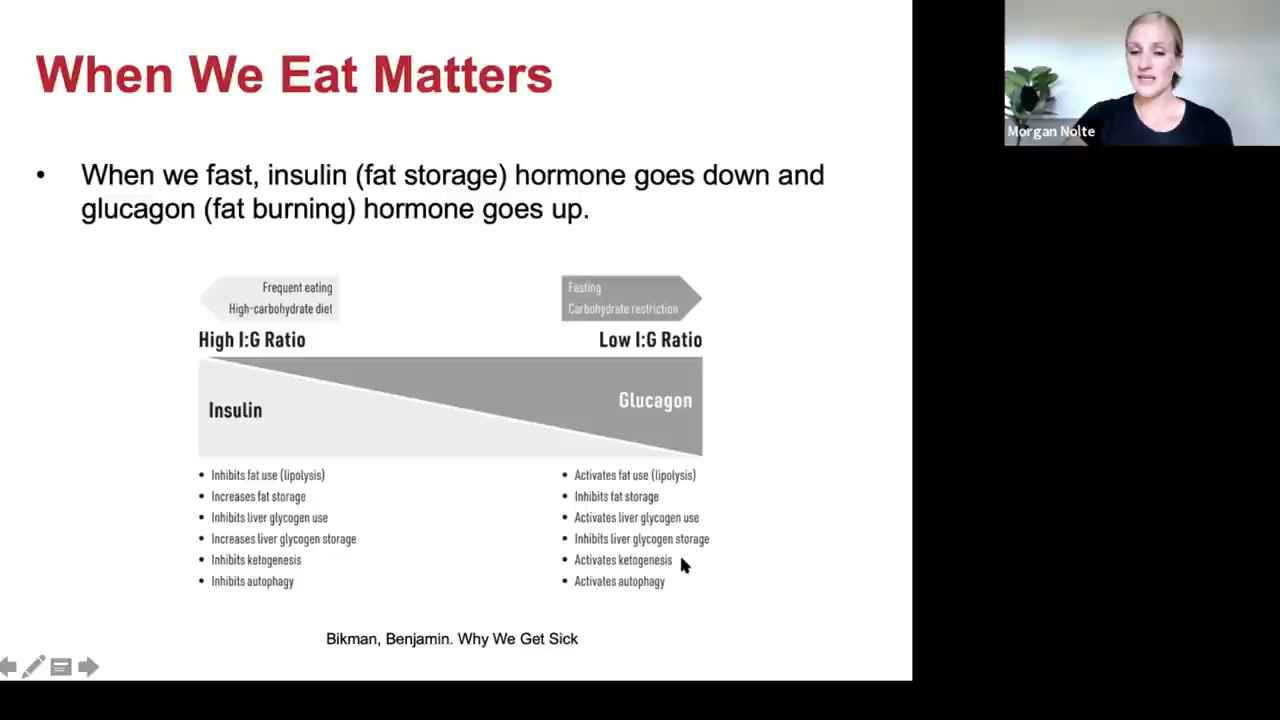 When We Eat Matters
Morgan Nolte
• When we fast, insulin (fat storage) hormone goes down and
glucagon (fat burning) hormone goes up.
Frequent eating
High-carbohydrate diet
Fasting
Carbohydrate restriction
High I:G Ratio
Low I:G Ratio
Insulin
Glucagon
• Inhibits fat use (lipolysis)
• Increases fat storage
• Inhibits liver glycogen use
• Increases liver glycogen storage
• Inhibits ketogenesis
• Inhibits autophagy
• Activates fat use (lipolysis)
• Inhibits fat storage
• Activates liver glycogen use
• Inhibits liver glycogen storage
• Activates ketogenesis
• Activates autophagy
Bikman, Benjamin. Why We Get Sick